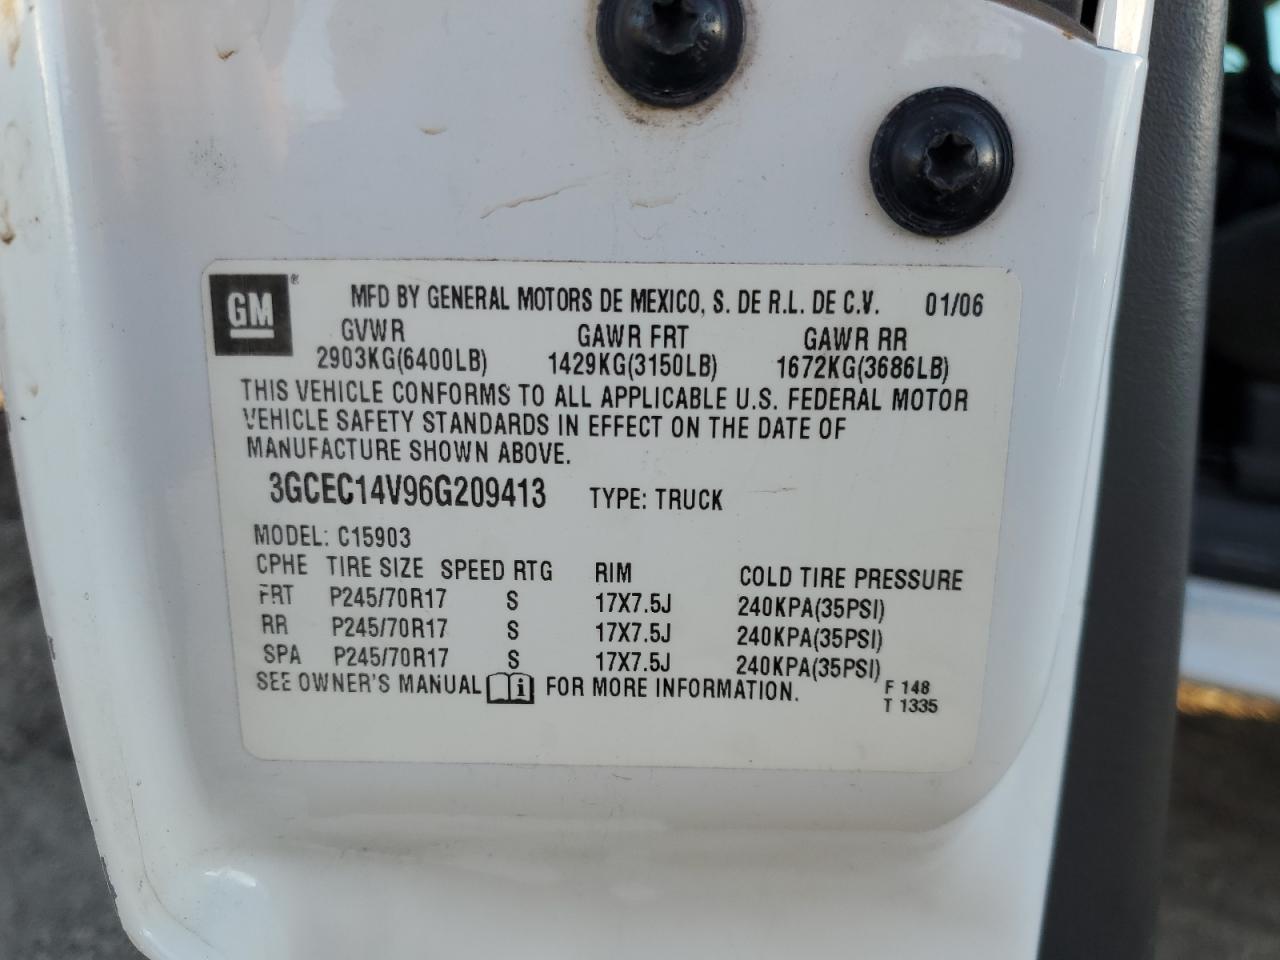 GM ® MFD BY GENERAL MOTORS DE MEXICO, S. DE R.L. DE C.V. 01/06
GVWR GAWR FRT GAWR RR
2903KG(6400LB) 1429KG(3150LB) 1672KG(3686LB)
THIS VEHICLE CONFORMS TO ALL APPLICABLE U.S. FEDERAL MOTOR
VEHICLE SAFETY STANDARDS IN EFFECT ON THE DATE OF
MANUFACTURE SHOWN ABOVE.
3GCEC14V96G209413 TYPE: TRUCK
MODEL: C15903
CPHE TIRE SIZE SPEED RTG RIM COLD TIRE PRESSURE
FRT P245/70R17 S 17X7.5J 240KPA(35PSI)
RR P245/70R17 S 17X7.5J 240KPA(35PSI)
SPA P245/70R17 S 17X7.5J 240KPA(35PSI)
SEE OWNER'S MANUAL i FOR MORE INFORMATION. F 148
T 1335